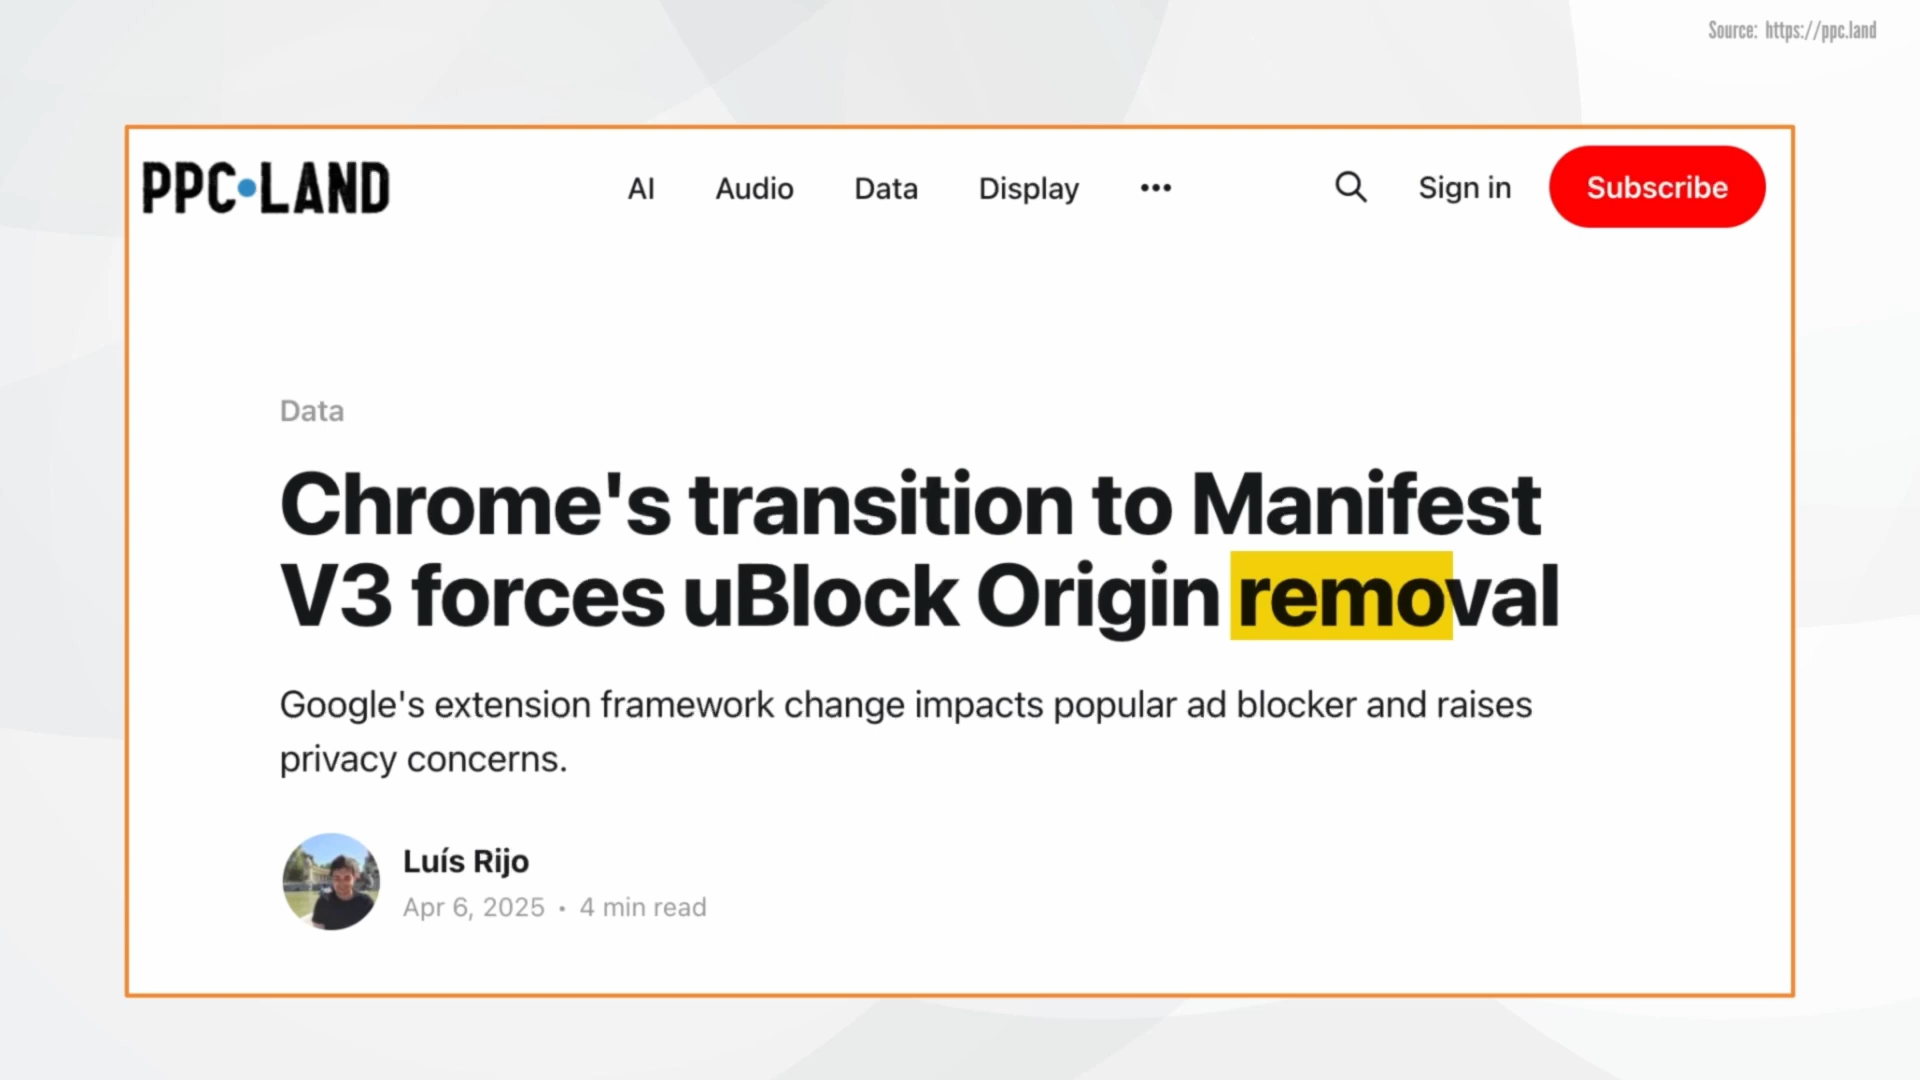 Source: https://ppc.land
PPC•LAND
AI
Audio
Data
Display
•••
Sign in
Subscribe
Data
Chrome's transition to Manifest
V3 forces uBlock Origin removal
Google's extension framework change impacts popular ad blocker and raises
privacy concerns.
Luís Rijo
Apr 6, 2025 • 4 min read